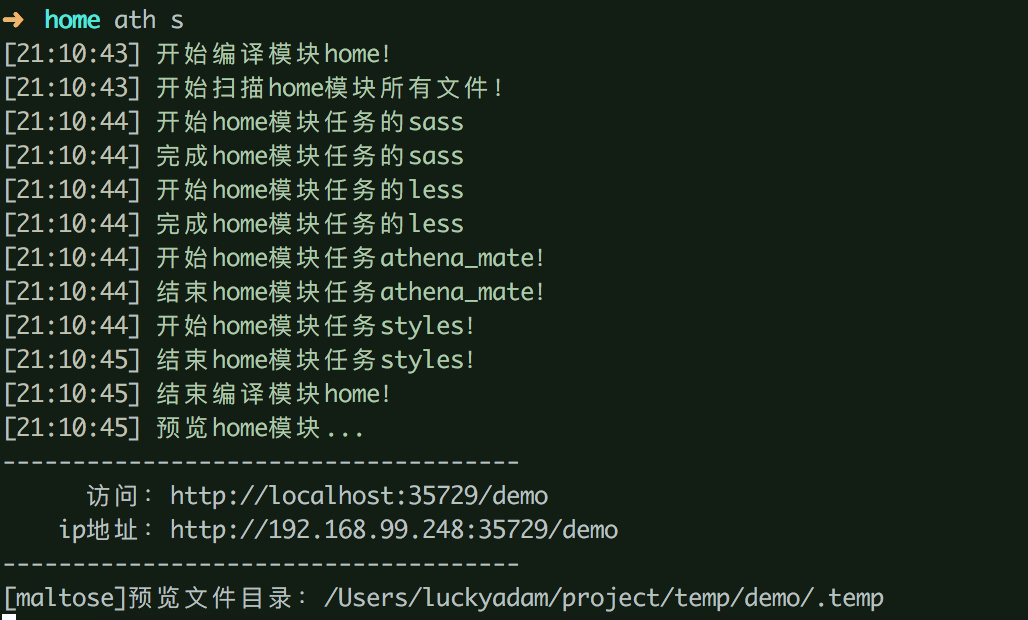 ➜ home ath s
[21:10:43] 开始编译模块home!
[21:10:43] 开始扫描home模块所有文件!
[21:10:44] 开始home模块任务的sass
[21:10:44] 完成home模块任务的sass
[21:10:44] 开始home模块任务的less
[21:10:44] 完成home模块任务的less
[21:10:44] 开始home模块任务athena_mate!
[21:10:44] 结束home模块任务athena_mate!
[21:10:44] 开始home模块任务styles!
[21:10:45] 结束home模块任务styles!
[21:10:45] 结束编译模块home!
[21:10:45] 预览home模块...
-------------------------------------
访问: http://localhost:35729/demo
ip地址: http://192.168.99.248:35729/demo
-------------------------------------
[maltose]预览文件目录: /Users/luckyadam/project/temp/demo/.temp